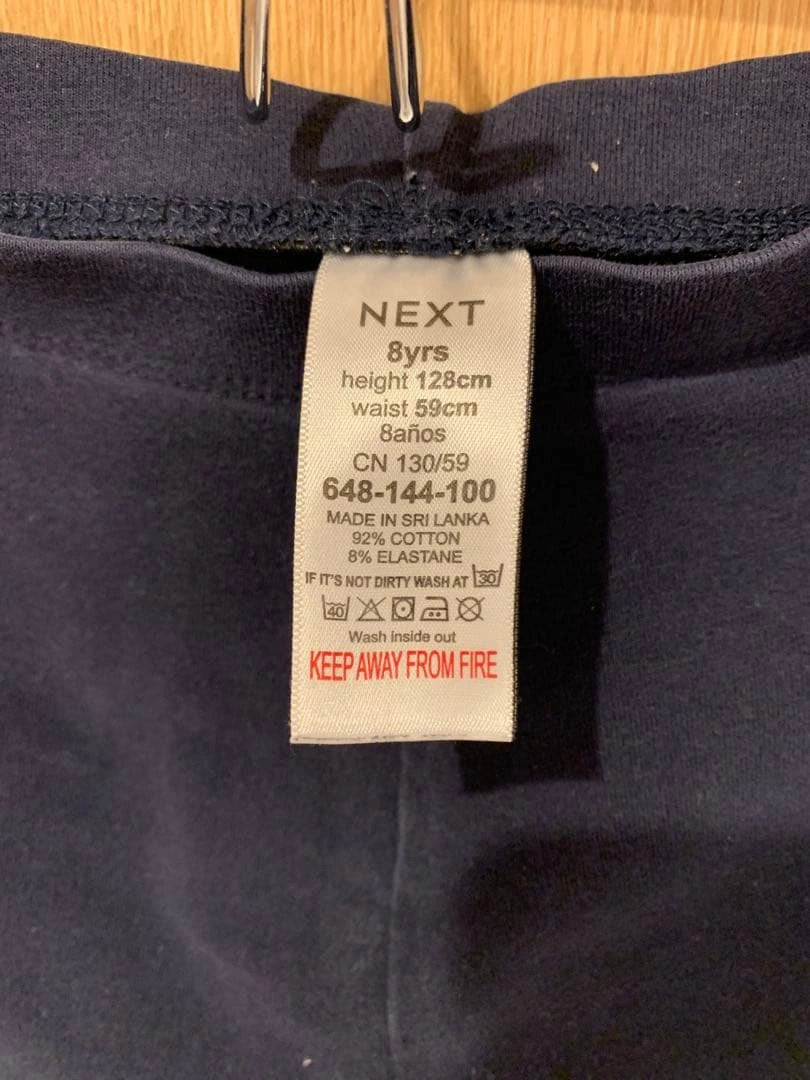 NEXT
8yrs
height 128cm
waist 59cm
8años
CN 130/59
648-144-100
MADE IN SRI LANKA
92% COTTON
8% ELASTANE
IF IT'S NOT DIRTY WASH AT 30
40
Wash inside out
KEEP AWAY FROM FIRE